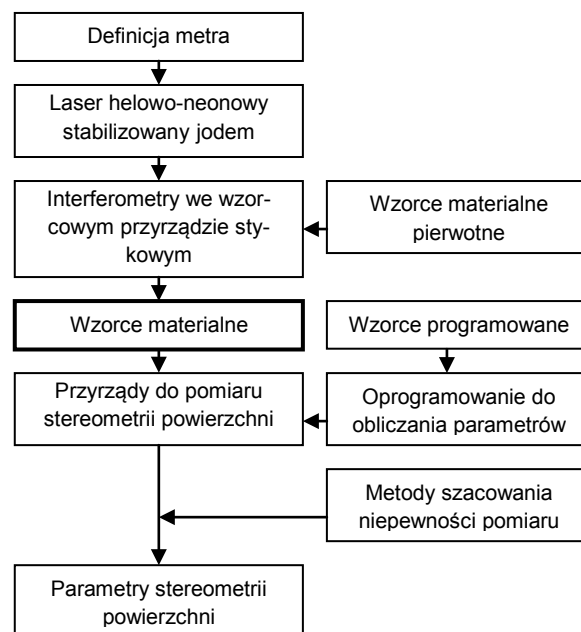 Definicja metra
Laser helowo-neonowy
stabilizowany jodem
Interferometry we wzor-
cowym przyrządzie sty-
kowym
Wzorce materialne
pierwotne
Wzorce materialne
Wzorce programowane
Przyrządy do pomiaru
stereometrii powierzchni
Oprogramowanie do
obliczania parametrów
Metody szacowania
niepewności pomiaru
Parametry stereometrii
powierzchni